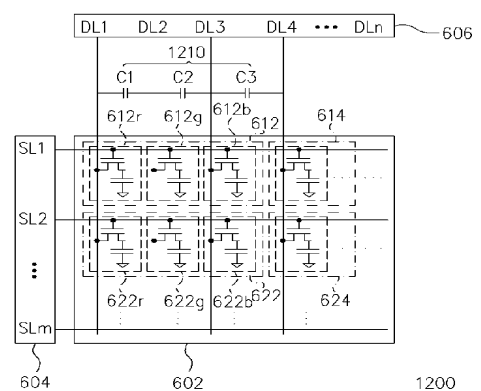 DL1 DL2 DL3 DL4 ••• DLn
606
1210
C1 C2 C3
612r 612g 612b 612 614
SL1
SL2
622r 622g 622b 622 624
SLm
604 602 1200